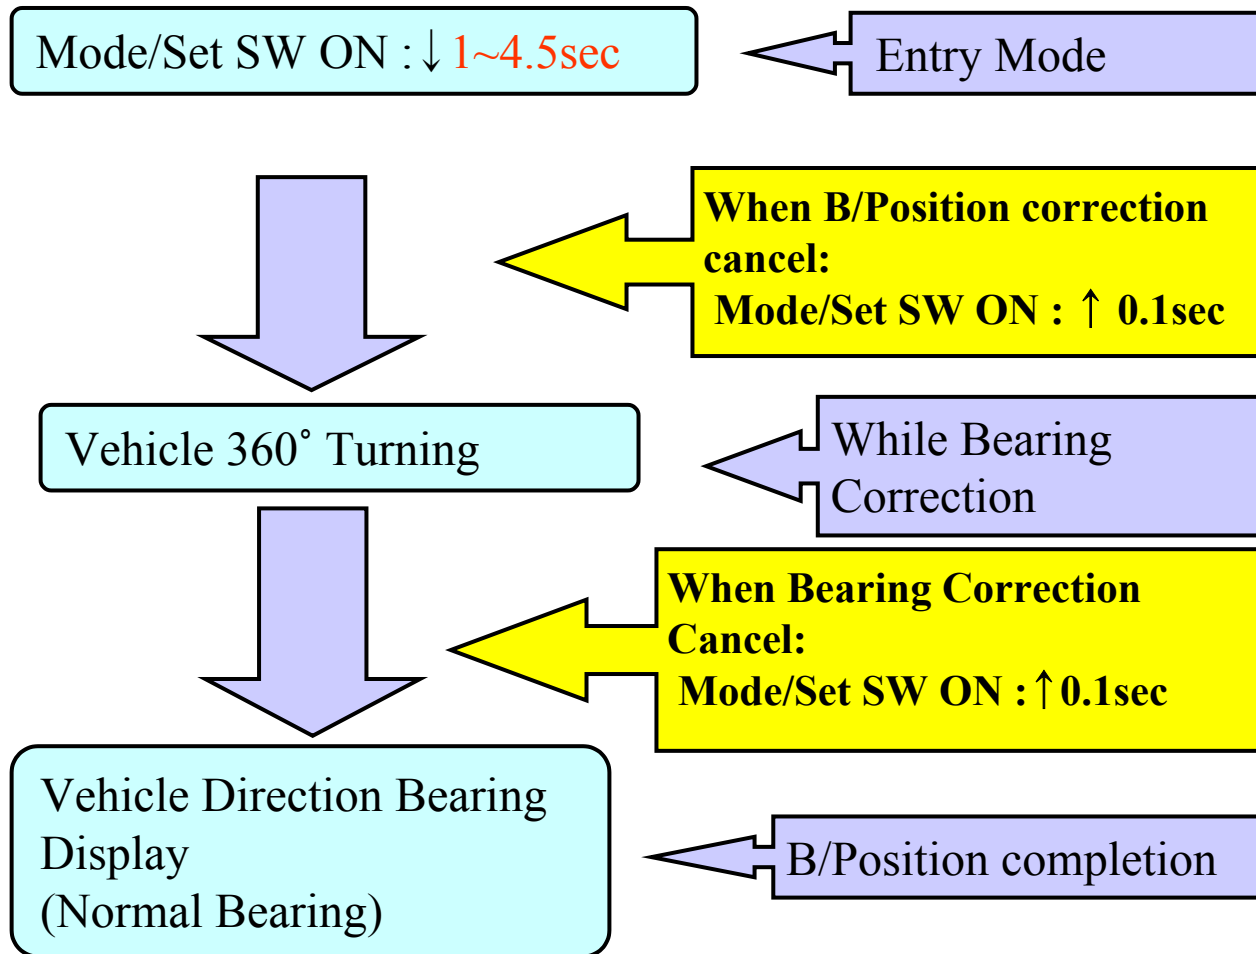 Mode/Set SW ON : ↓ 1~4.5sec
Entry Mode
When B/Position correction
cancel:
Mode/Set SW ON : ↑ 0.1sec
Vehicle 360˚ Turning
While Bearing
Correction
When Bearing Correction
Cancel:
Mode/Set SW ON : ↑ 0.1sec
Vehicle Direction Bearing
Display
(Normal Bearing)
B/Position completion